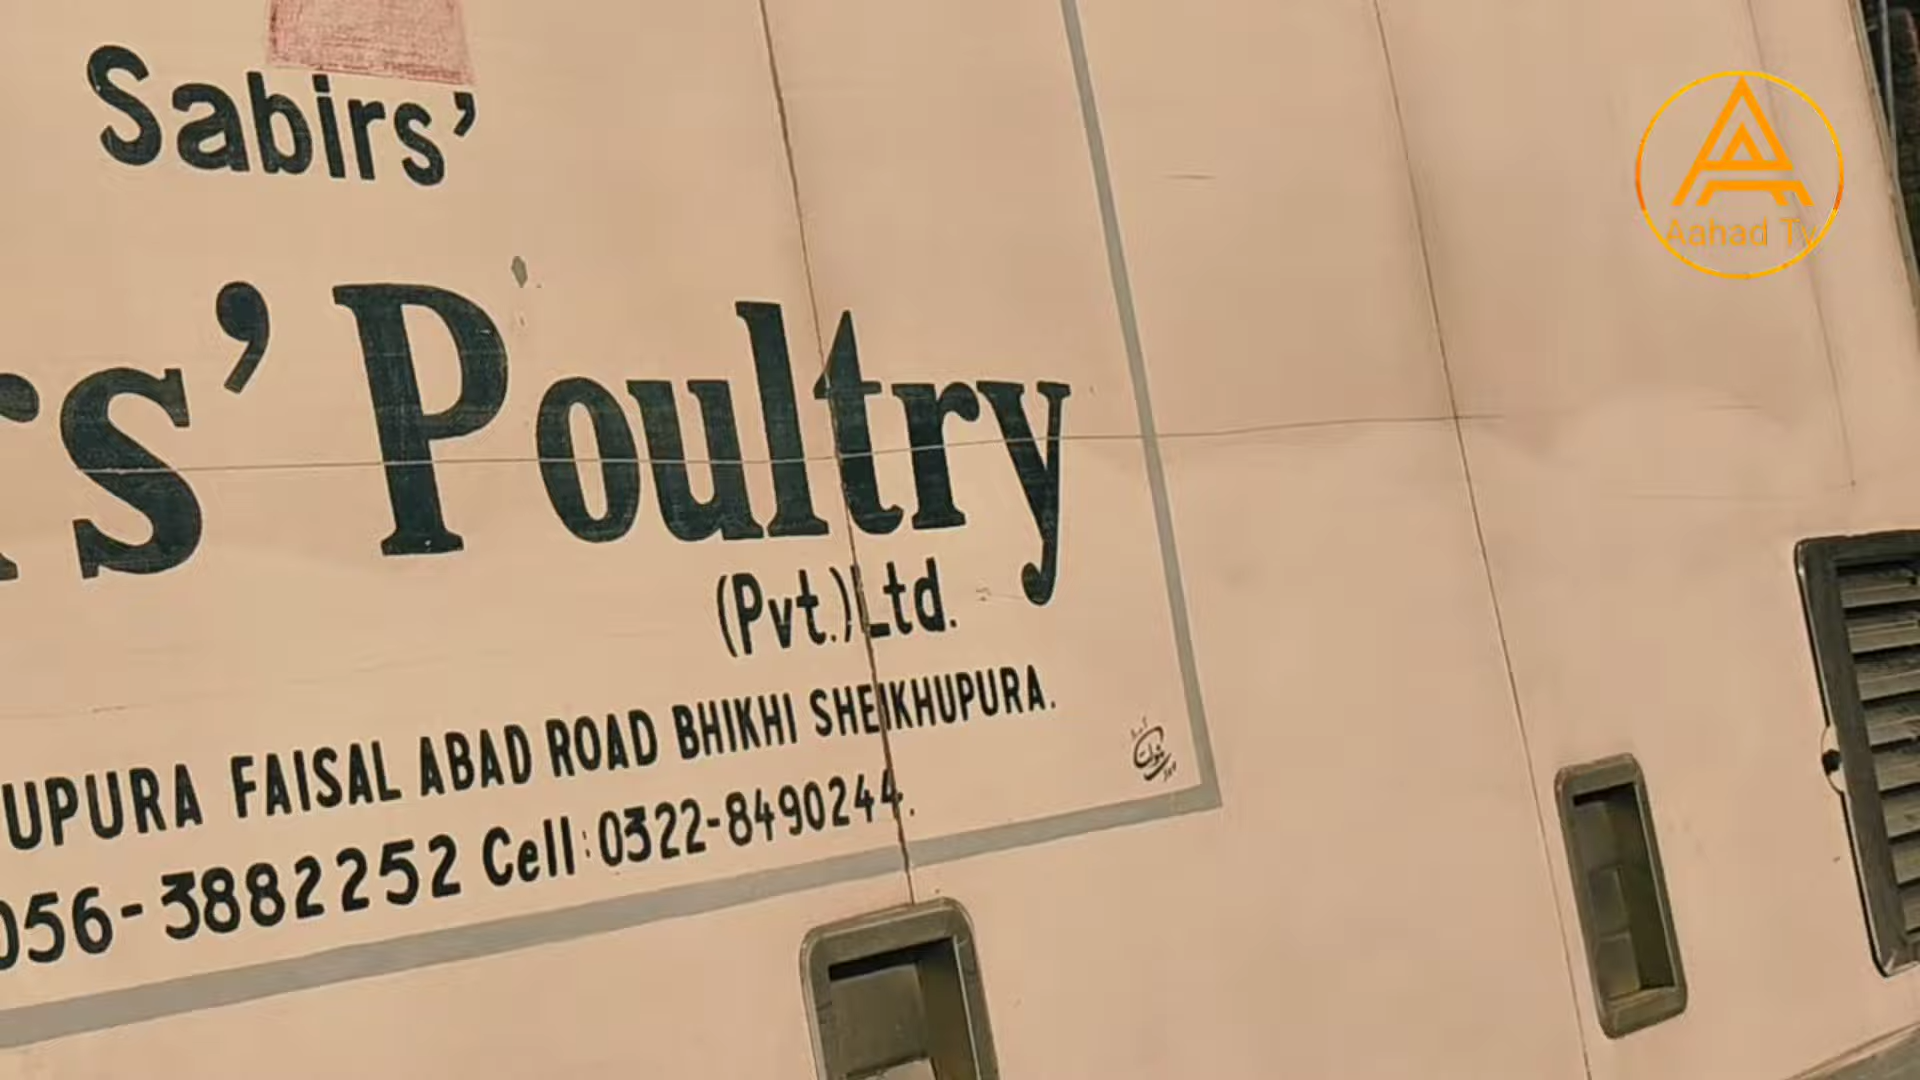 Sabirs’
rs’ Poultry
(Pvt.) Ltd.
UPURA FAISAL ABAD ROAD BHIKHI SHEIKHUPURA.
056-3882252 Cell:0322-8490244.
Aahad Tv